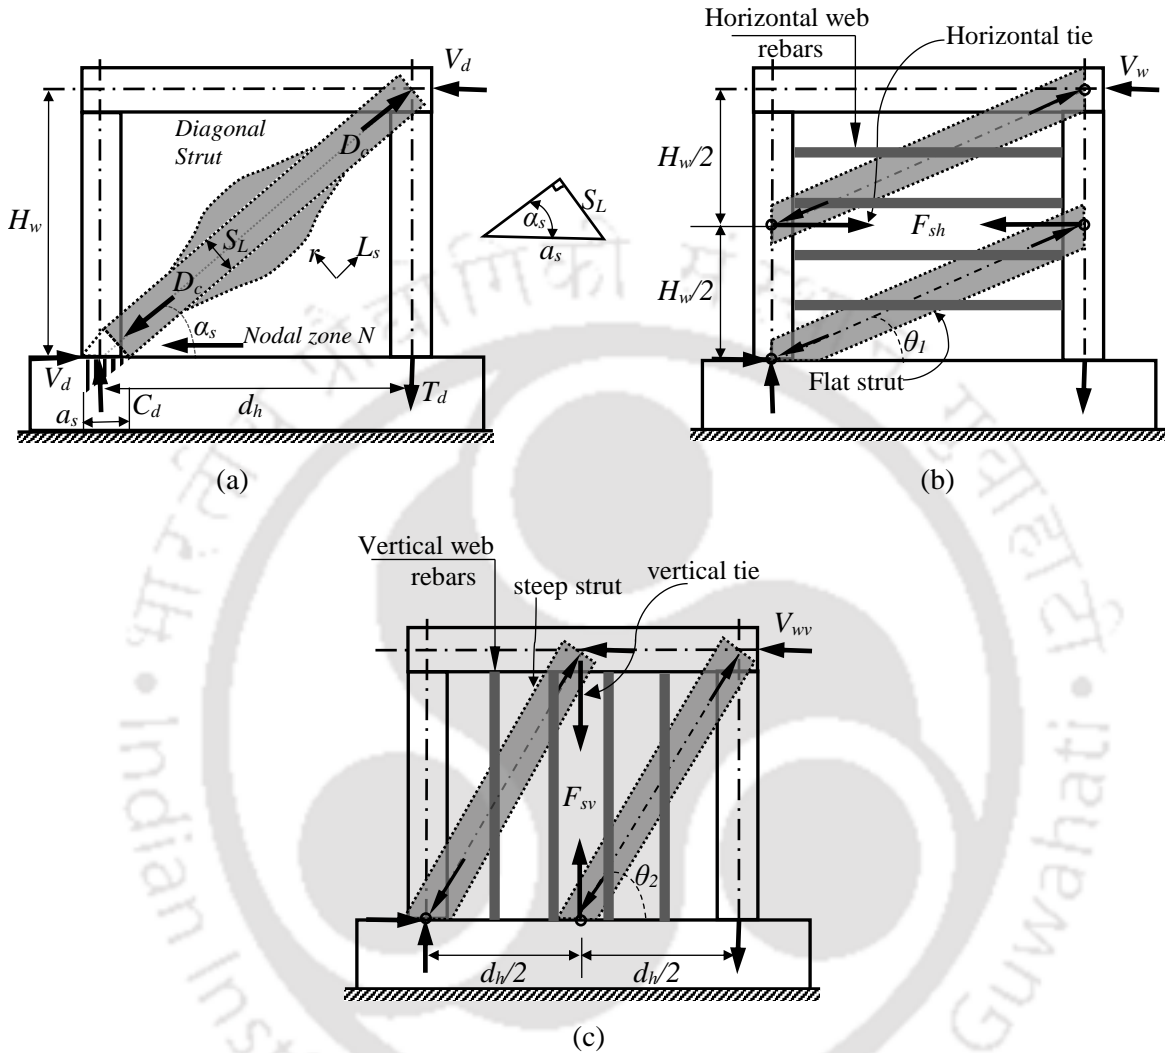 V_d
H_w
Diagonal
Strut
D_c
S_L
α_s
S_L
a_s
r
L_s
D_c
α_s
Nodal zone N
V_d
a_s
C_d
d_h
T_d
(a)
Horizontal web
rebars
Horizontal tie
V_w
H_w/2
F_sh
H_w/2
θ_1
Flat strut
(b)
Vertical web
rebars
steep strut
vertical tie
V_wv
F_sv
θ_2
d_h/2
d_h/2
(c)
Indian Inst
Guwahati